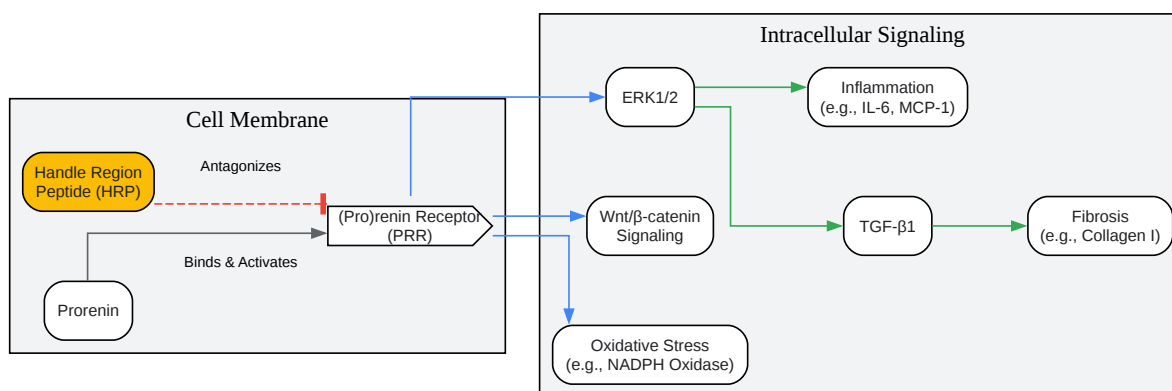 Cell Membrane
Handle Region
Peptide (HRP)
Antagonizes
(Pro)renin Receptor
(PRR)
Binds & Activates
Prorenin
Intracellular Signaling
ERK1/2
Inflammation
(e.g., IL-6, MCP-1)
Wnt/β-catenin
Signaling
TGF-β1
Fibrosis
(e.g., Collagen I)
Oxidative Stress
(e.g., NADPH Oxidase)